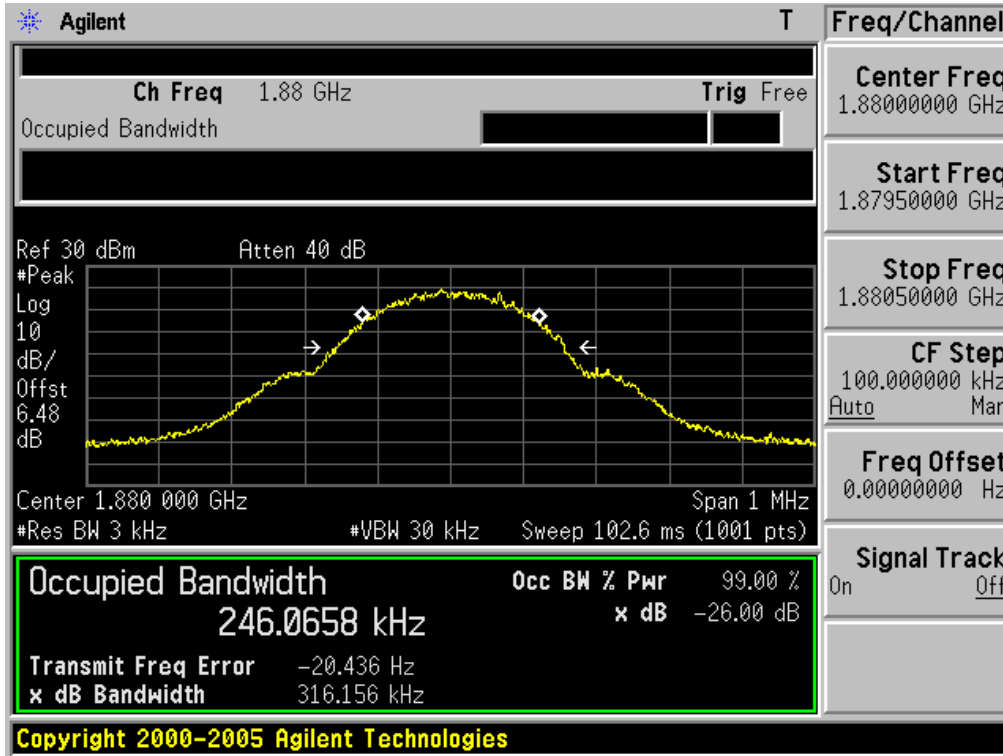 Agilent T
Freq/Channel
Ch Freq 1.88 GHz Trig Free
Occupied Bandwidth
Center Freq
1.88000000 GHz
Start Freq
1.87950000 GHz
Stop Freq
1.88050000 GHz
CF Step
100.000000 kHz
Auto Man
Freq Offset
0.00000000 Hz
Signal Track
On Off
Ref 30 dBm Atten 40 dB
#Peak
Log
10
dB/
Offst
6.48
dB
Center 1.880 000 GHz Span 1 MHz
#Res BW 3 kHz #VBW 30 kHz Sweep 102.6 ms (1001 pts)
Occupied Bandwidth
246.0658 kHz
Occ BW % Pwr 99.00 %
x dB -26.00 dB
Transmit Freq Error -20.436 Hz
x dB Bandwidth 316.156 kHz
Copyright 2000-2005 Agilent Technologies